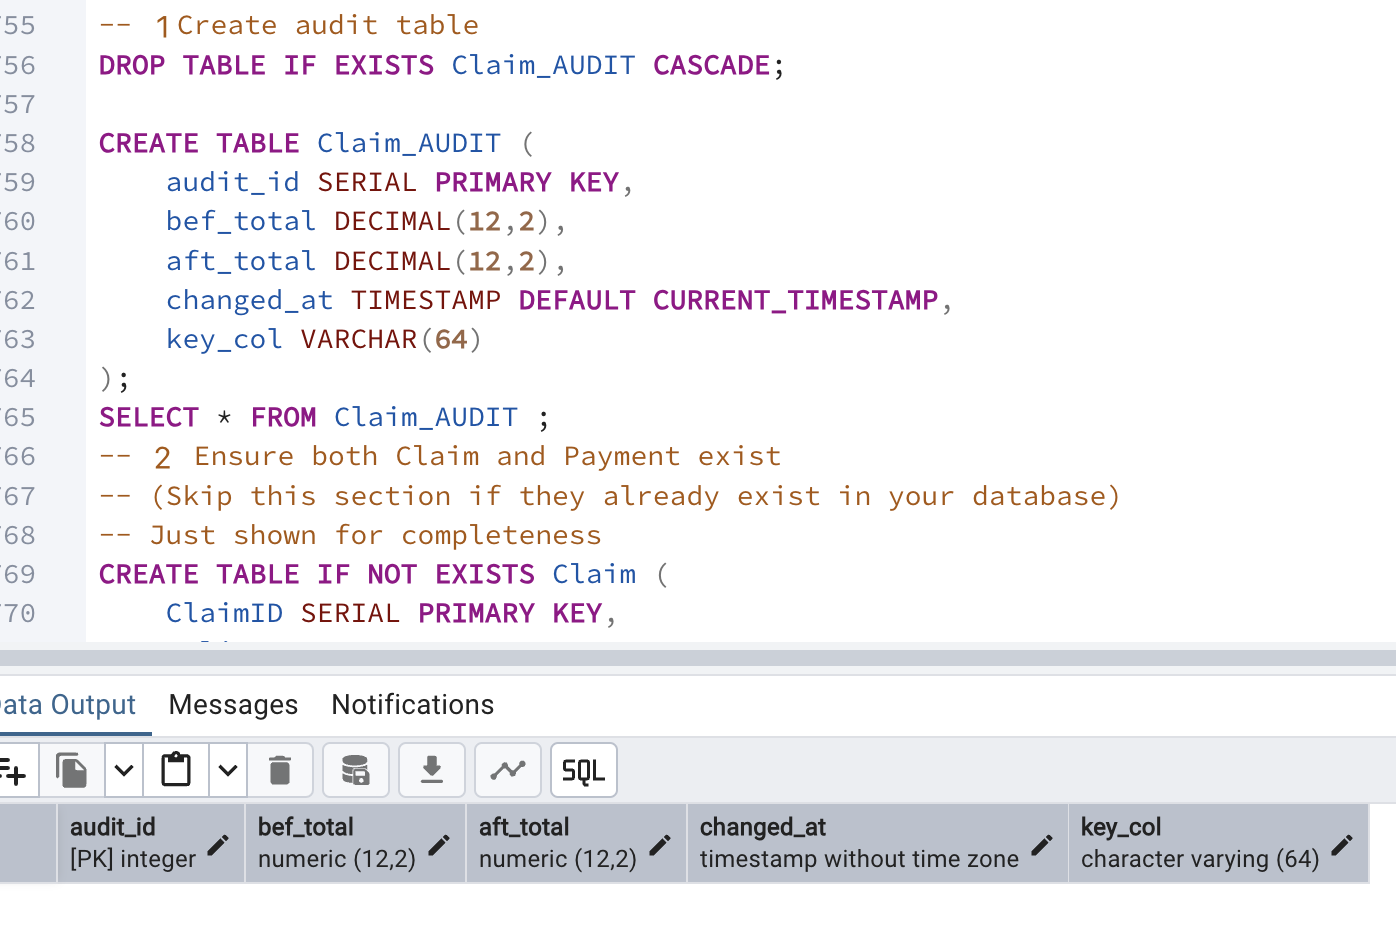 55 -- 1Create audit table
56 DROP TABLE IF EXISTS Claim_AUDIT CASCADE;
57
58 CREATE TABLE Claim_AUDIT (
59 audit_id SERIAL PRIMARY KEY,
60 bef_total DECIMAL(12,2),
61 aft_total DECIMAL(12,2),
62 changed_at TIMESTAMP DEFAULT CURRENT_TIMESTAMP,
63 key_col VARCHAR(64)
64 );
65 SELECT * FROM Claim_AUDIT ;
66 -- 2 Ensure both Claim and Payment exist
67 -- (Skip this section if they already exist in your database)
68 -- Just shown for completeness
69 CREATE TABLE IF NOT EXISTS Claim (
70 ClaimID SERIAL PRIMARY KEY,
ata Output Messages Notifications
SQL
audit_id bef_total aft_total changed_at key_col
[PK] integer numeric (12,2) numeric (12,2) timestamp without time zone character varying (64)